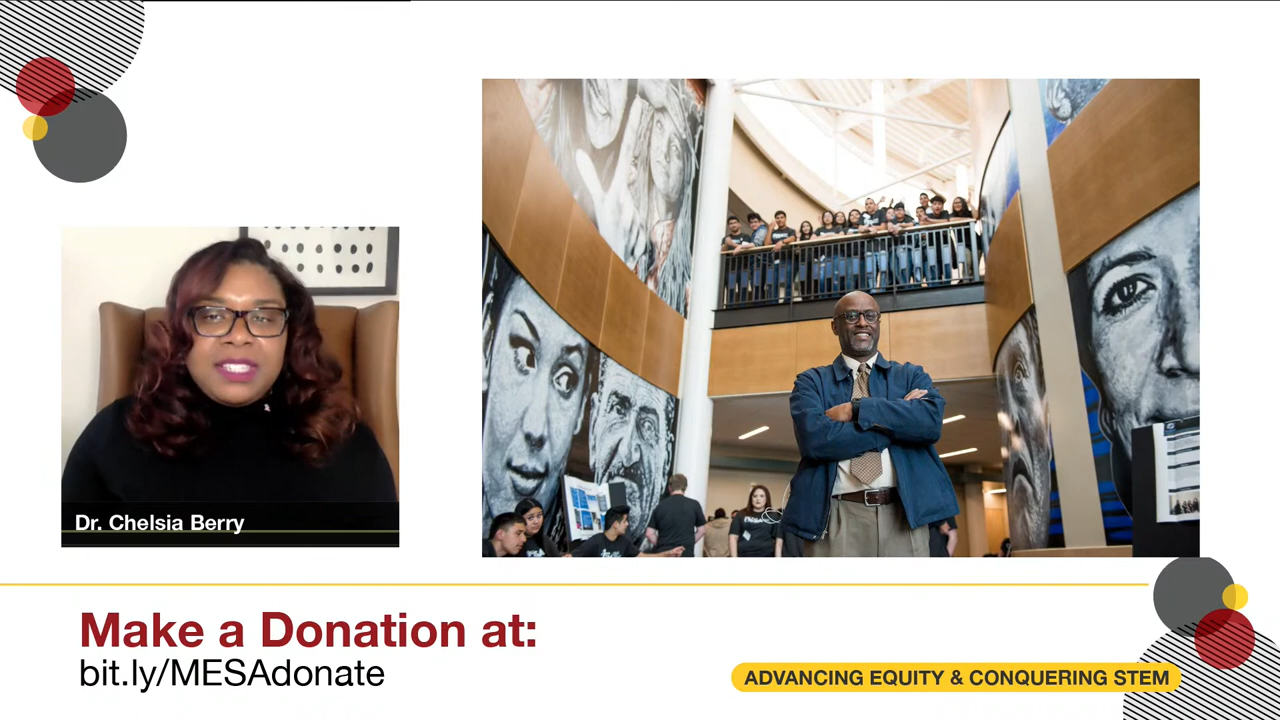 Dr. Chelsia Berry
Make a Donation at:
bit.ly/MESAdonate
ADVANCING EQUITY & CONQUERING STEM